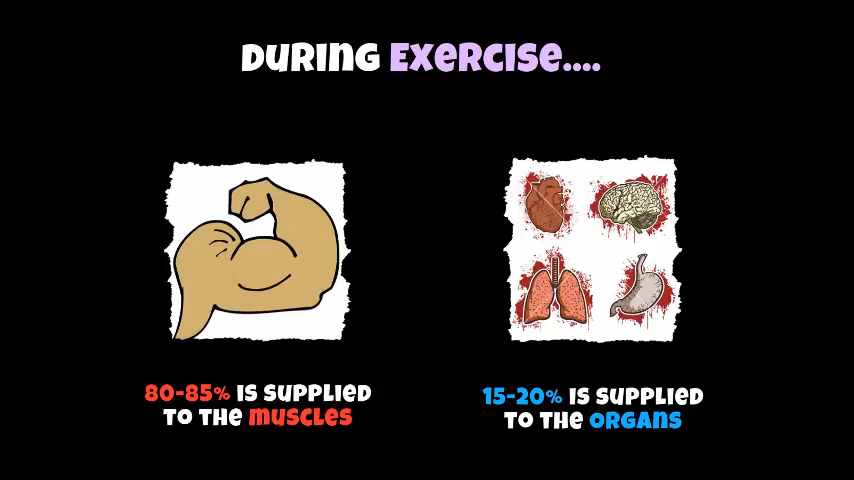 DURING EXERCISE....
80-85% IS SUPPLIED
TO THE MUSCLES
15-20% IS SUPPLIED
TO THE ORGANS